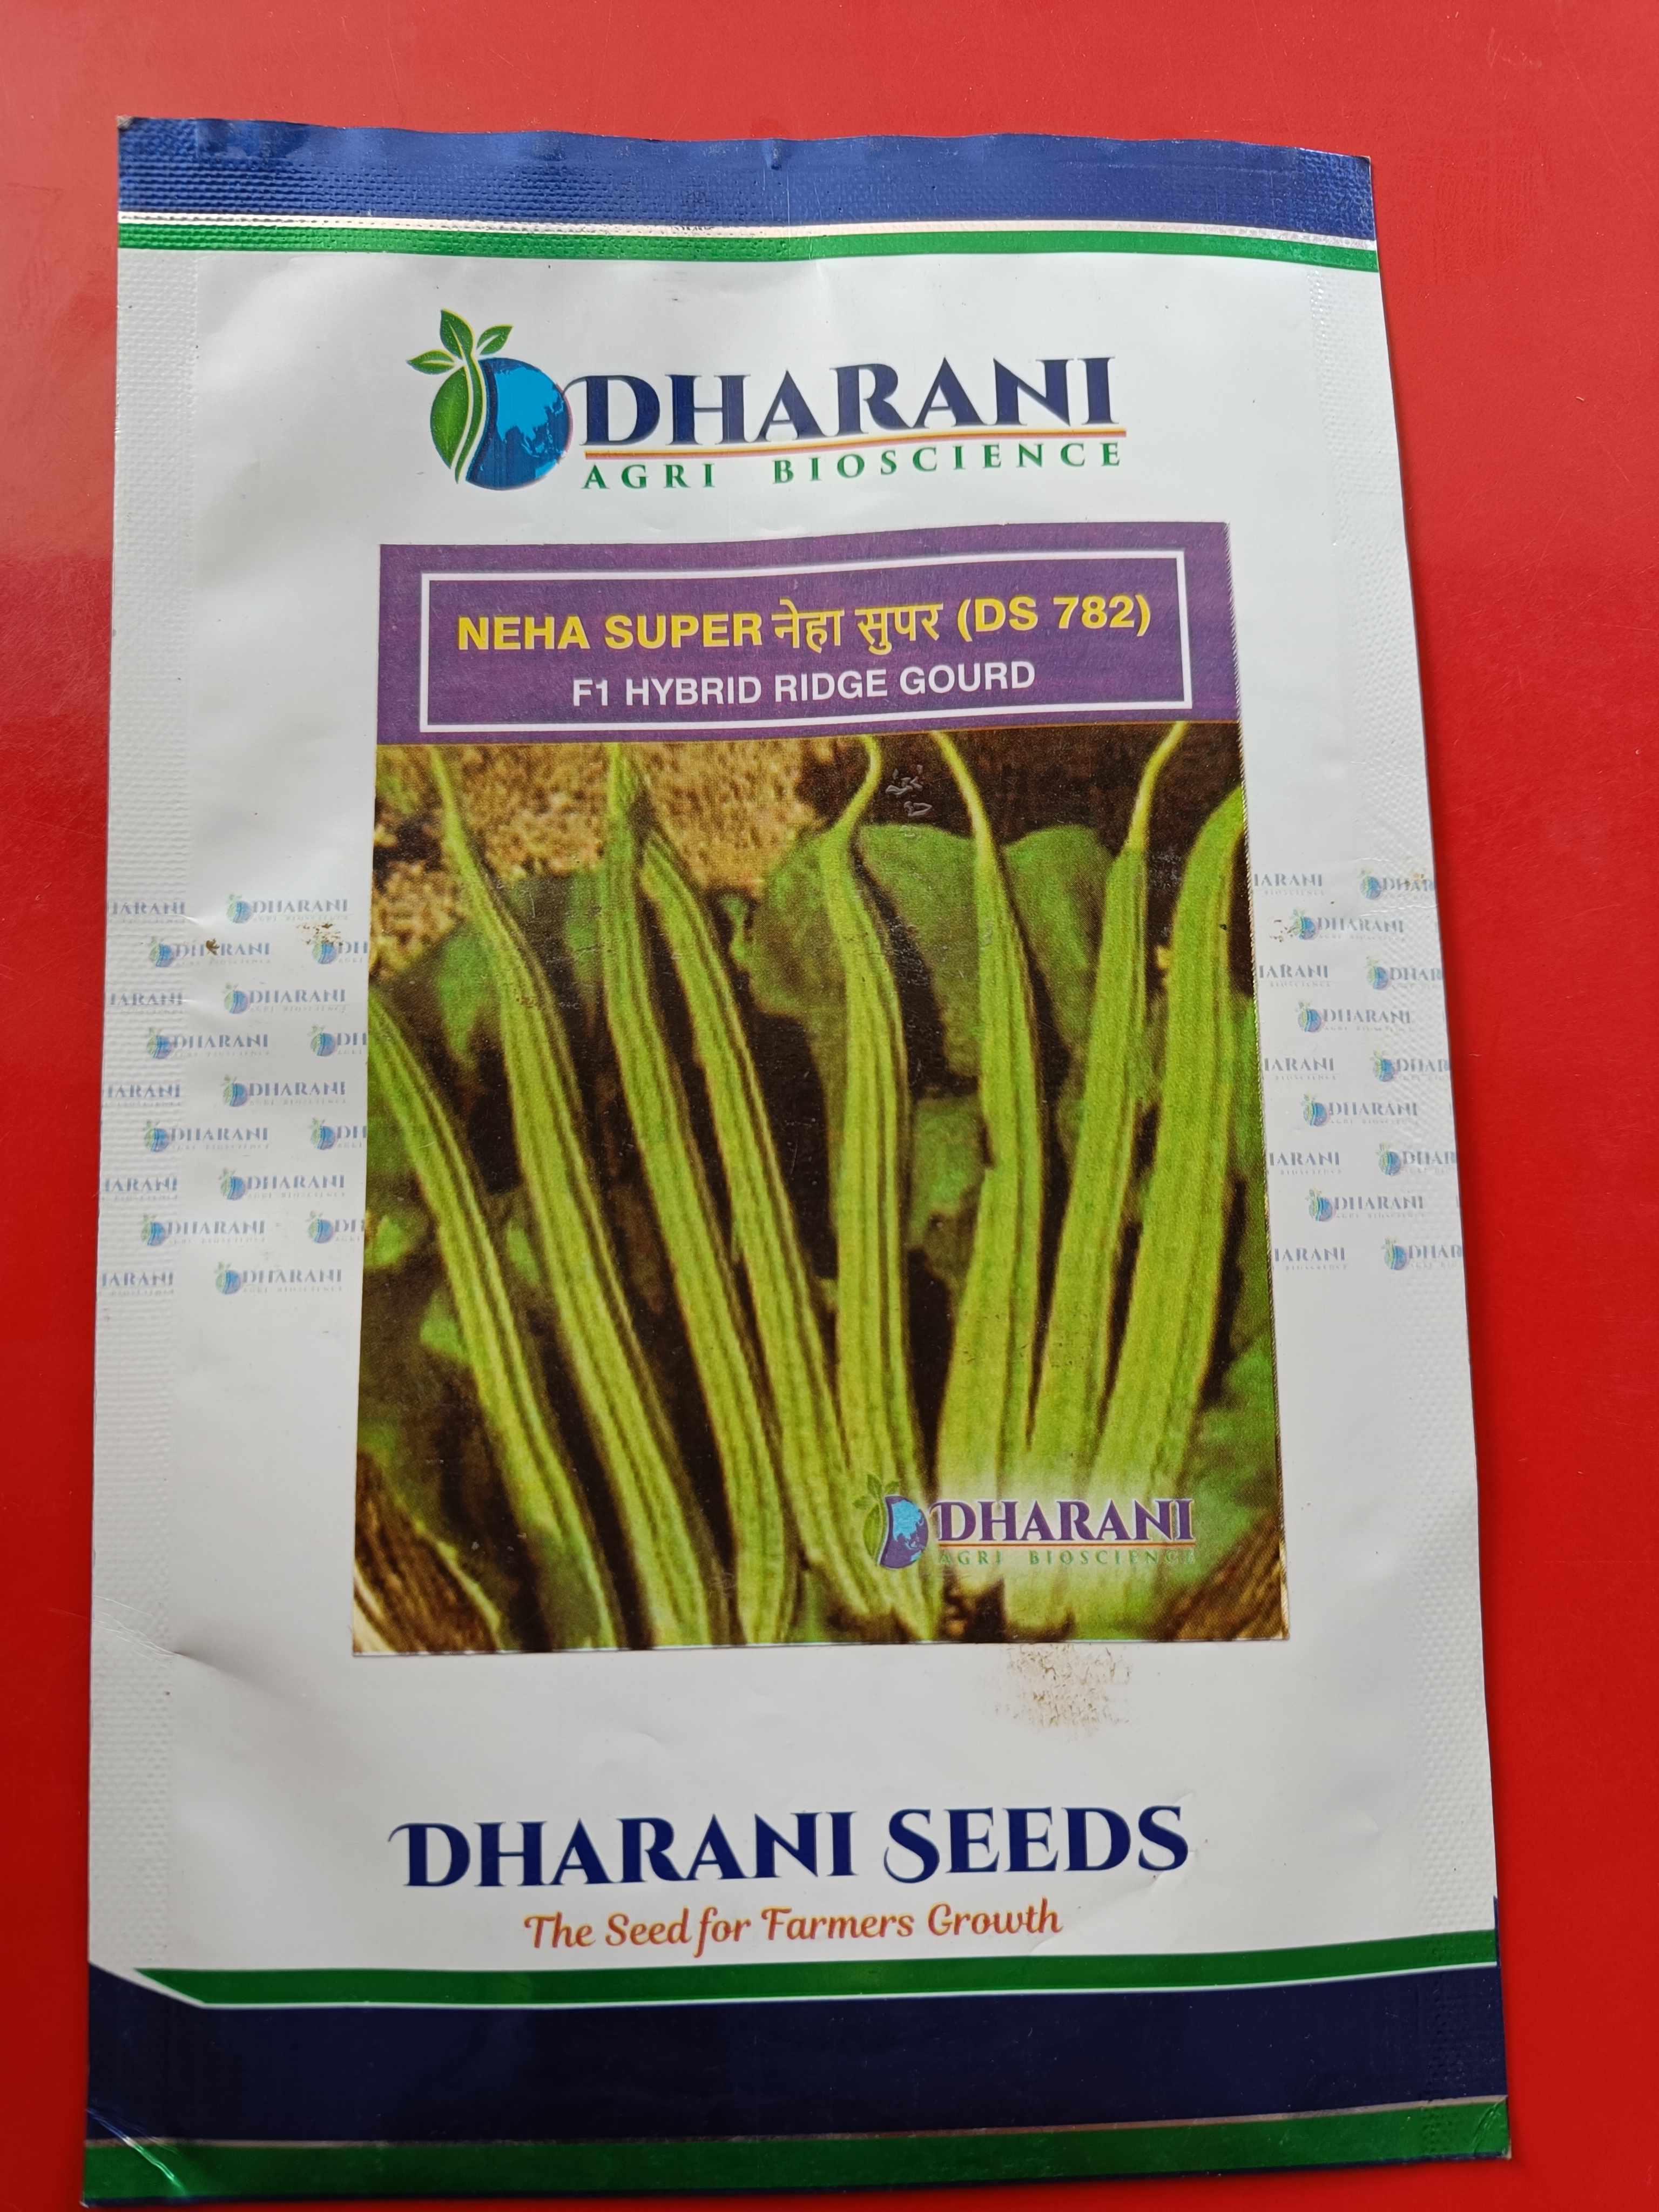 DHARANI
AGRI BIOSCIENCE
NEHA SUPER नेहा सुपर (DS 782)
F1 HYBRID RIDGE GOURD
DHARANI
AGRI BIOSCIENCE
DHARANI SEEDS
The Seed for Farmers Growth